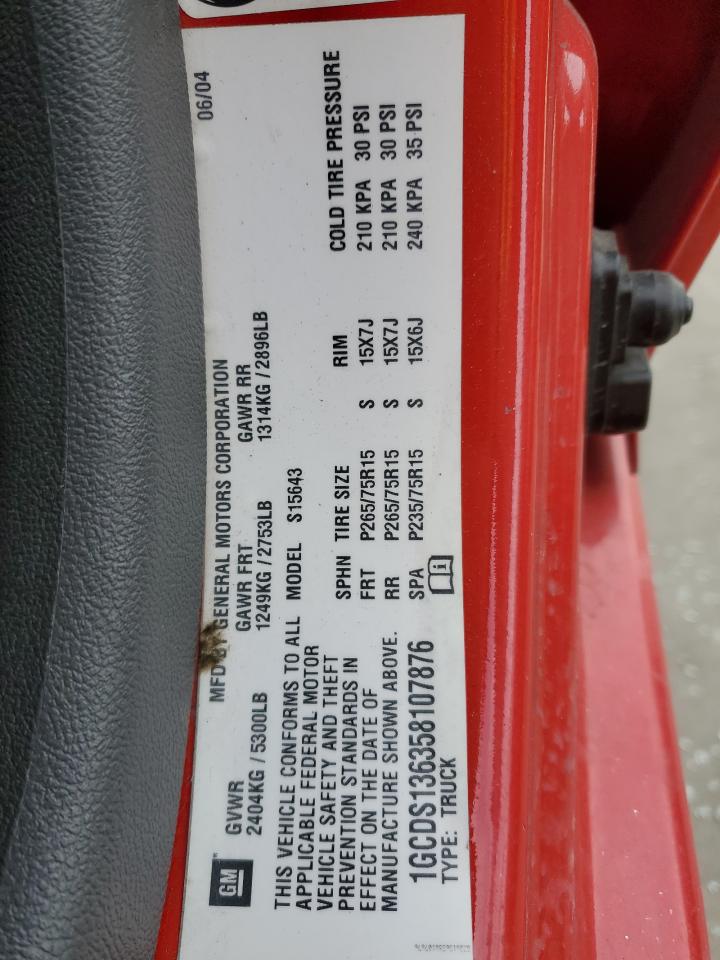 06/04
MFD BY GENERAL MOTORS CORPORATION
GVWR GAWR FRT GAWR RR
2404KG / 5300LB 1249KG / 2753LB 1314KG / 2896LB
GM
THIS VEHICLE CONFORMS TO ALL
APPLICABLE FEDERAL MOTOR
VEHICLE SAFETY AND THEFT
PREVENTION STANDARDS IN
EFFECT ON THE DATE OF
MANUFACTURE SHOWN ABOVE.
1GCDS136358107876
TYPE: TRUCK
MODEL S15643
SPHN TIRE SIZE RIM COLD TIRE PRESSURE
FRT P265/75R15 S 15X7J 210 KPA 30 PSI
RR P265/75R15 S 15X7J 210 KPA 30 PSI
SPA P235/75R15 S 15X6J 240 KPA 35 PSI